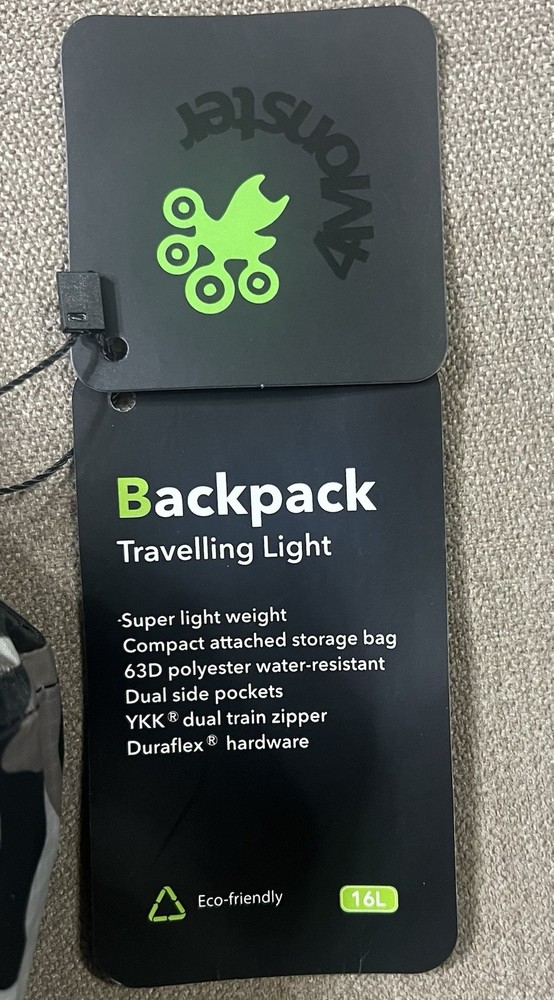 4Monster
Backpack
Travelling Light
-Super light weight
Compact attached storage bag
63D polyester water-resistant
Dual side pockets
YKK® dual train zipper
Duraflex® hardware
Eco-friendly
16L